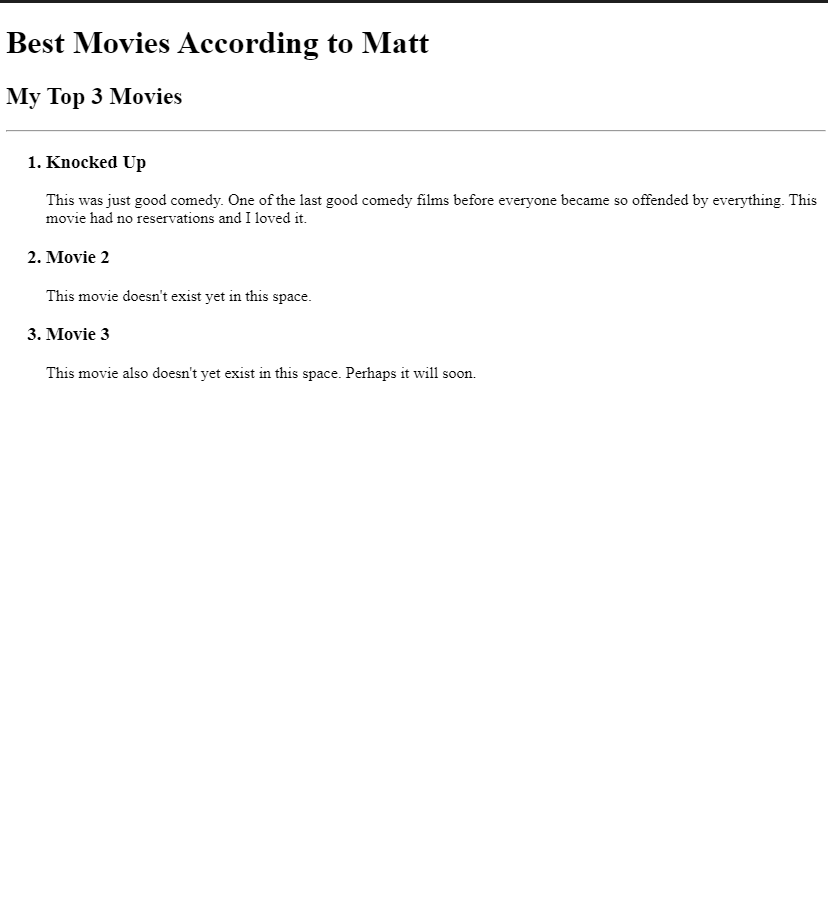 Best Movies According to Matt
My Top 3 Movies
1. Knocked Up
This was just good comedy. One of the last good comedy films before everyone became so offended by everything. This
movie had no reservations and I loved it.
2. Movie 2
This movie doesn't exist yet in this space.
3. Movie 3
This movie also doesn't yet exist in this space. Perhaps it will soon.